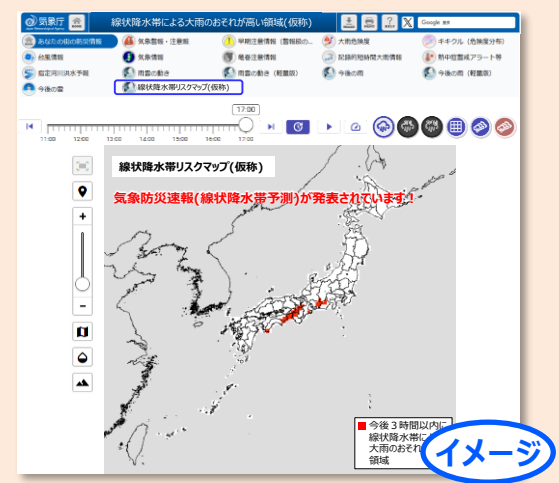 気象庁
線状降水帯による大雨のおそれが高い領域(仮称)
Google 検索
あなたの街の防災情報
気象警報・注意報
早期注意情報（警報級の...
大雨危険度
キキクル（危険度分布）
台風情報
気象情報
竜巻注意情報
記録的短時間大雨情報
熱中症警戒アラート等
指定河川洪水予報
雨雲の動き
雨雲の動き（軽量版）
今後の雨
今後の雨（軽量版）
今後の雪
線状降水帯リスクマップ(仮称)
17:00
11:00 12:00 13:00 14:00 15:00 16:00 17:00
線状降水帯リスクマップ(仮称)
気象防災速報(線状降水帯予測)が発表されています！
今後３時間以内に
線状降水帯に
大雨のおそれ
領域
イメージ